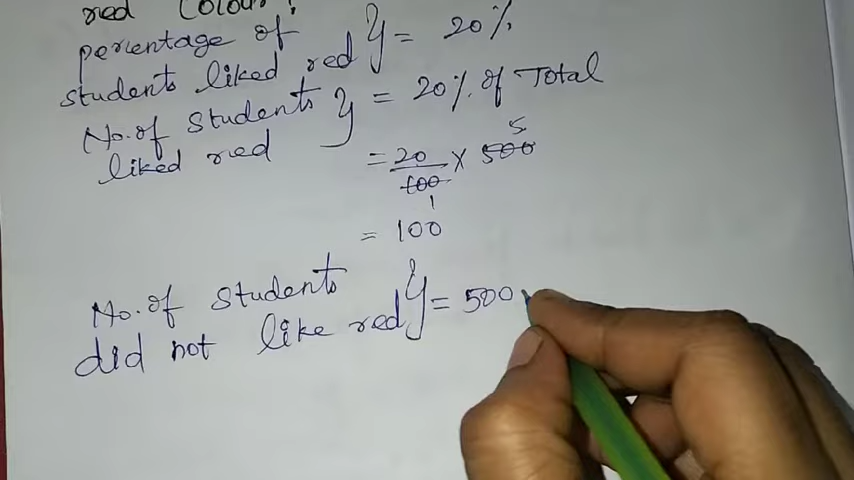 red Colour?
percentage of
students liked red } = 20%
No. of students } = 20% of Total
liked red
= 20/100 × 500 5
1
= 100
No. of students
did not like red } = 500